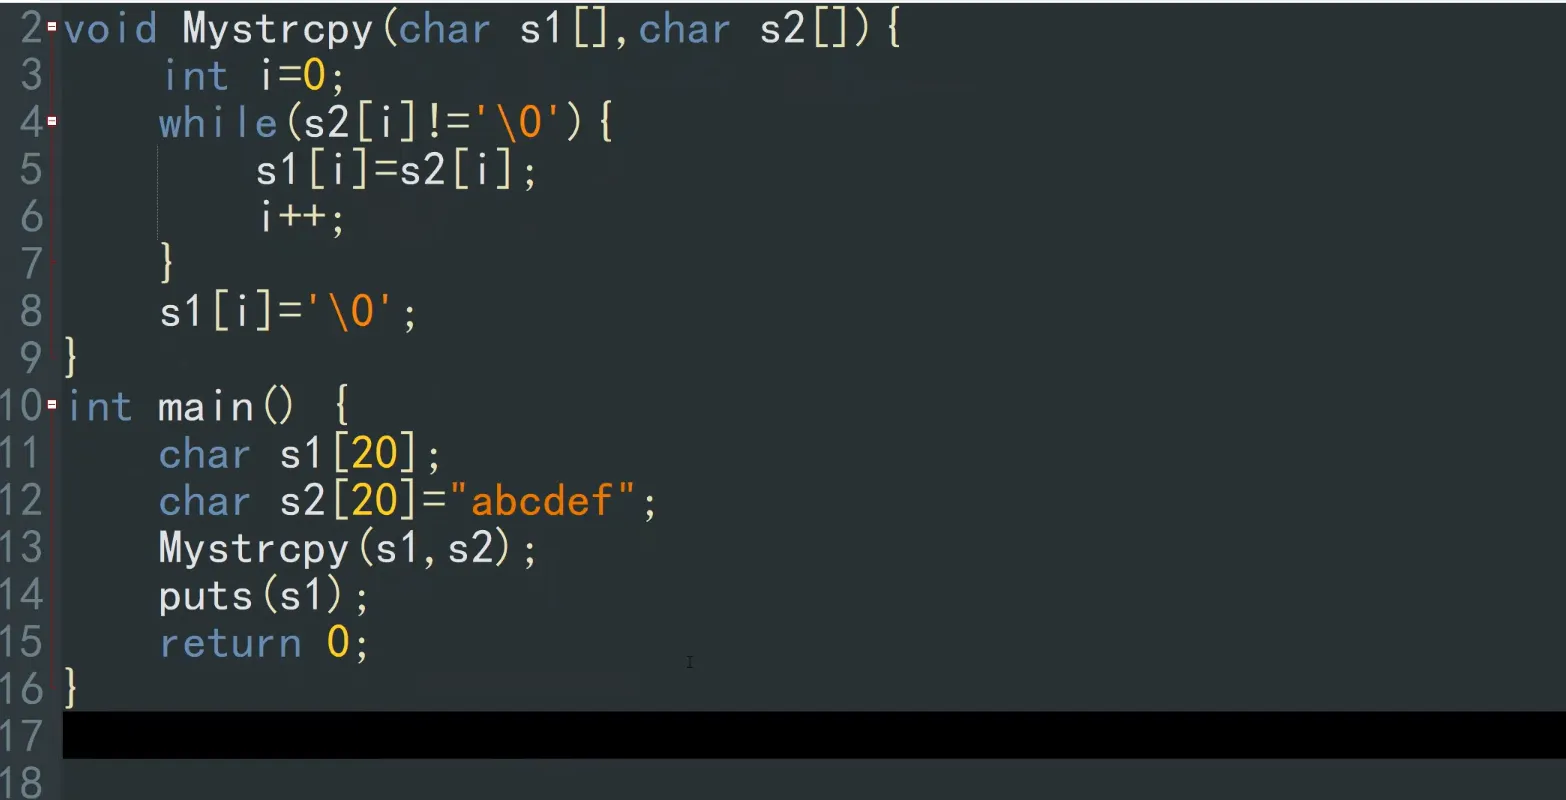 2 void Mystrcpy(char s1[],char s2[]){
3     int i=0;
4     while(s2[i]!='\0'){
5         s1[i]=s2[i];
6         i++;
7     }
8     s1[i]='\0';
9 }
10 int main() {
11     char s1[20];
12     char s2[20]="abcdef";
13     Mystrcpy(s1,s2);
14     puts(s1);
15     return 0;
16 }
17
18